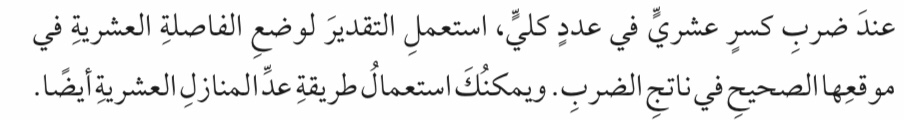 عندَ ضربِ كسرٍ عشريٍّ في عددٍ كليٍّ، استعملِ التقديرَ لوضعِ الفاصلةِ العشريةِ في
موقعِها الصحيحِ في ناتجِ الضربِ. ويمكنُكَ استعمالُ طريقةِ عدِّ المنازلِ العشريةِ أيضًا.